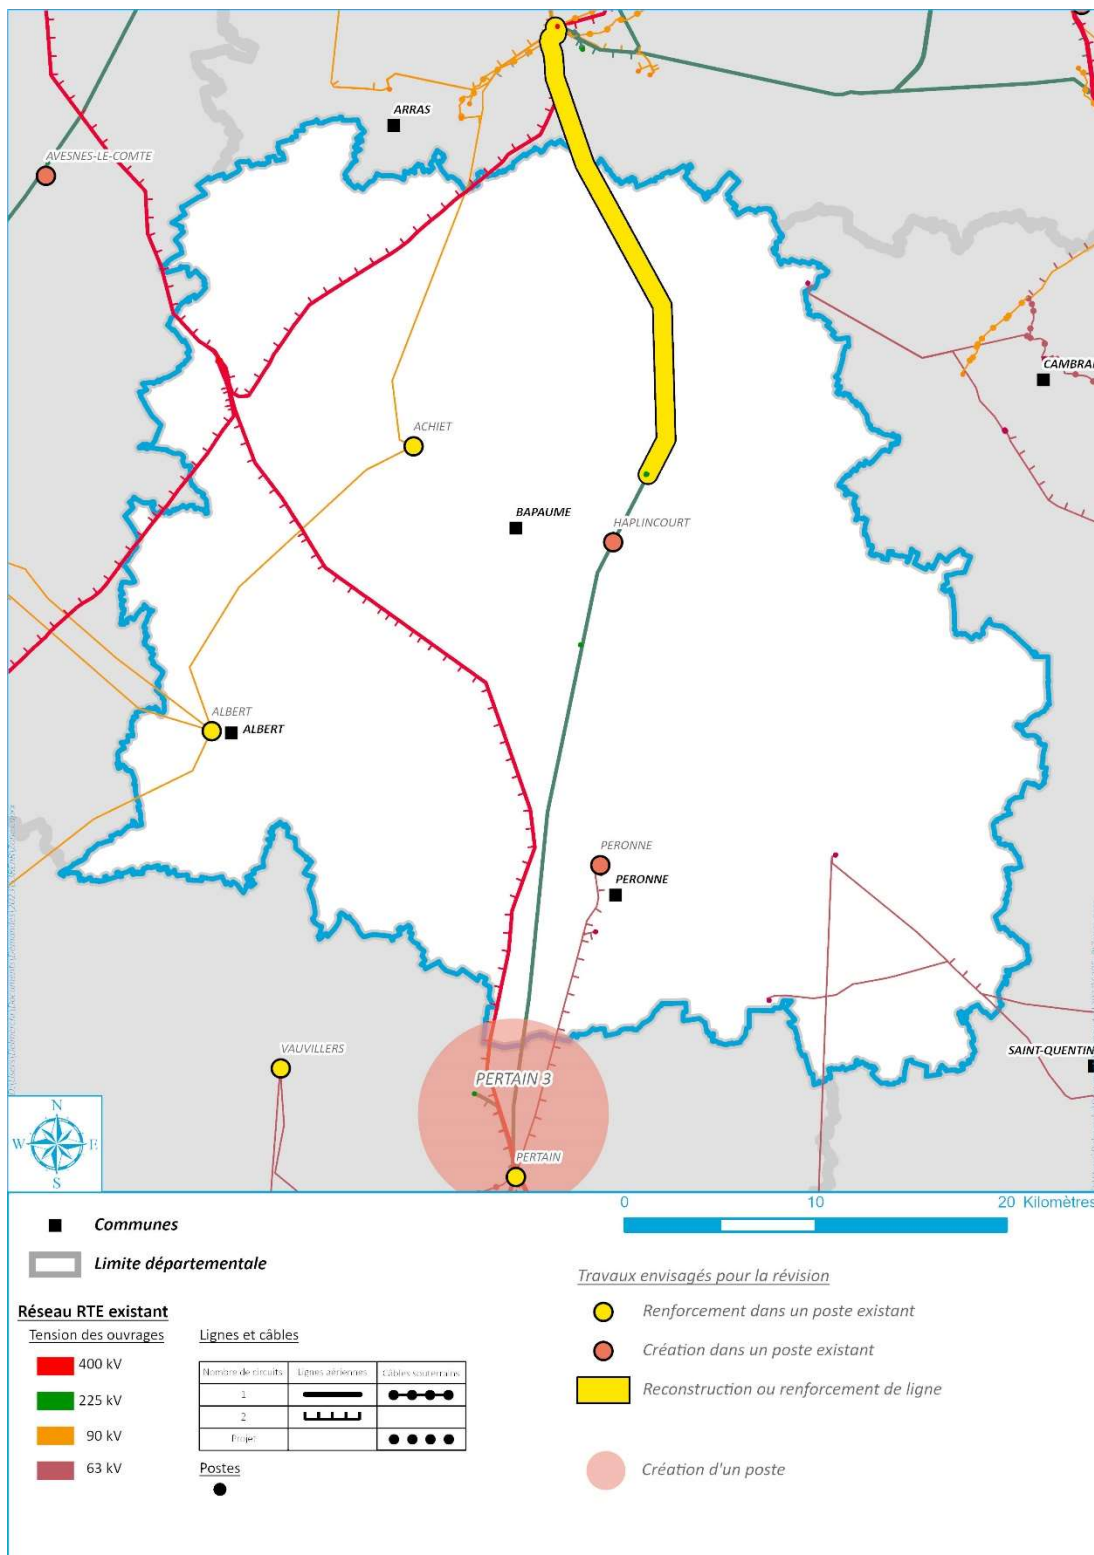 ARRAS
AVESNES-LE-COMTE
CAMBRAI
ACHIET
BAPAUME
HAPLINCOURT
ALBERT
ALBERT
PERONNE
PERONNE
VAUVILLERS
PERTAIN 3
SAINT-QUENTIN
PERTAIN
N
W E
S
0 10 20 Kilomètres
Communes
Limite départementale
Réseau RTE existant
Tension des ouvrages
400 kV
225 kV
90 kV
63 kV
Lignes et câbles
Nombre de circuits Lignes aériennes Câbles souterrains
1
2
Projet
Postes
Travaux envisagés pour la révision
Renforcement dans un poste existant
Création dans un poste existant
Reconstruction ou renforcement de ligne
Création d'un poste